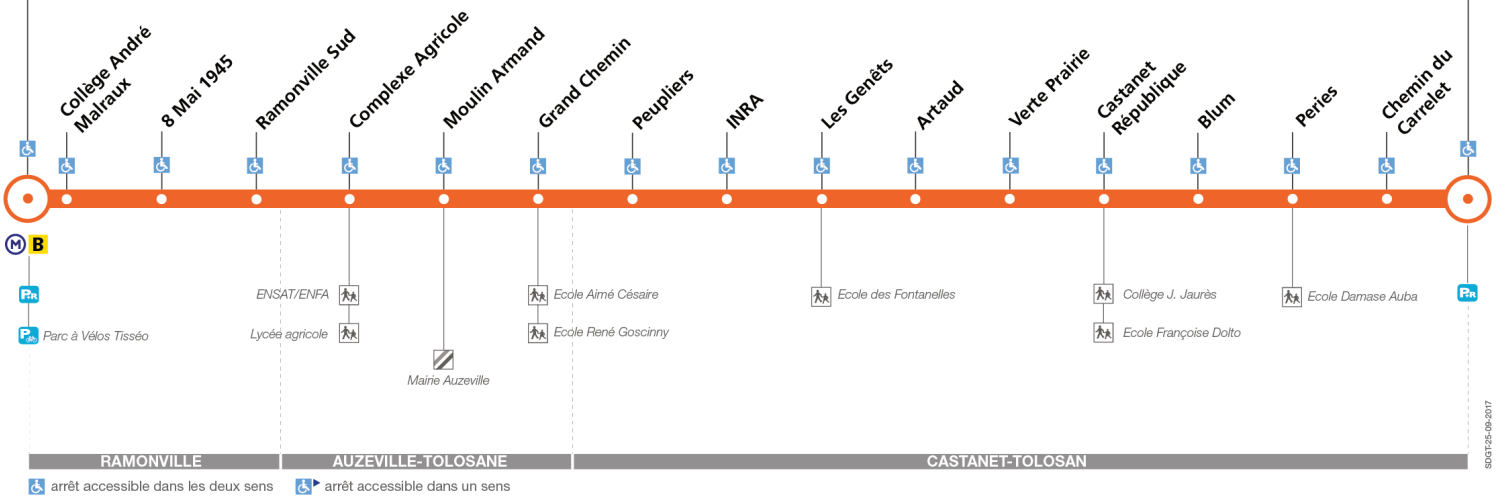 Collège André
Malraux
8 Mai 1945
Ramonville Sud
Complexe Agricole
Moulin Armand
Grand Chemin
Peupliers
INRA
Les Genêts
Artaud
Verte Prairie
Castanet
République
Blum
Peries
Chemin du
Carrelet
M B
P+R
P
Parc à Vélos Tisséo
ENSAT/ENFA
Lycée agricole
Mairie Auzeville
Ecole Aimé Césaire
Ecole René Goscinny
Ecole des Fontanelles
Collège J. Jaurès
Ecole Françoise Dolto
Ecole Damase Auba
P+R
SDGT-25-09-2017
RAMONVILLE
AUZEVILLE-TOLOSANE
CASTANET-TOLOSAN
arrêt accessible dans les deux sens
arrêt accessible dans un sens